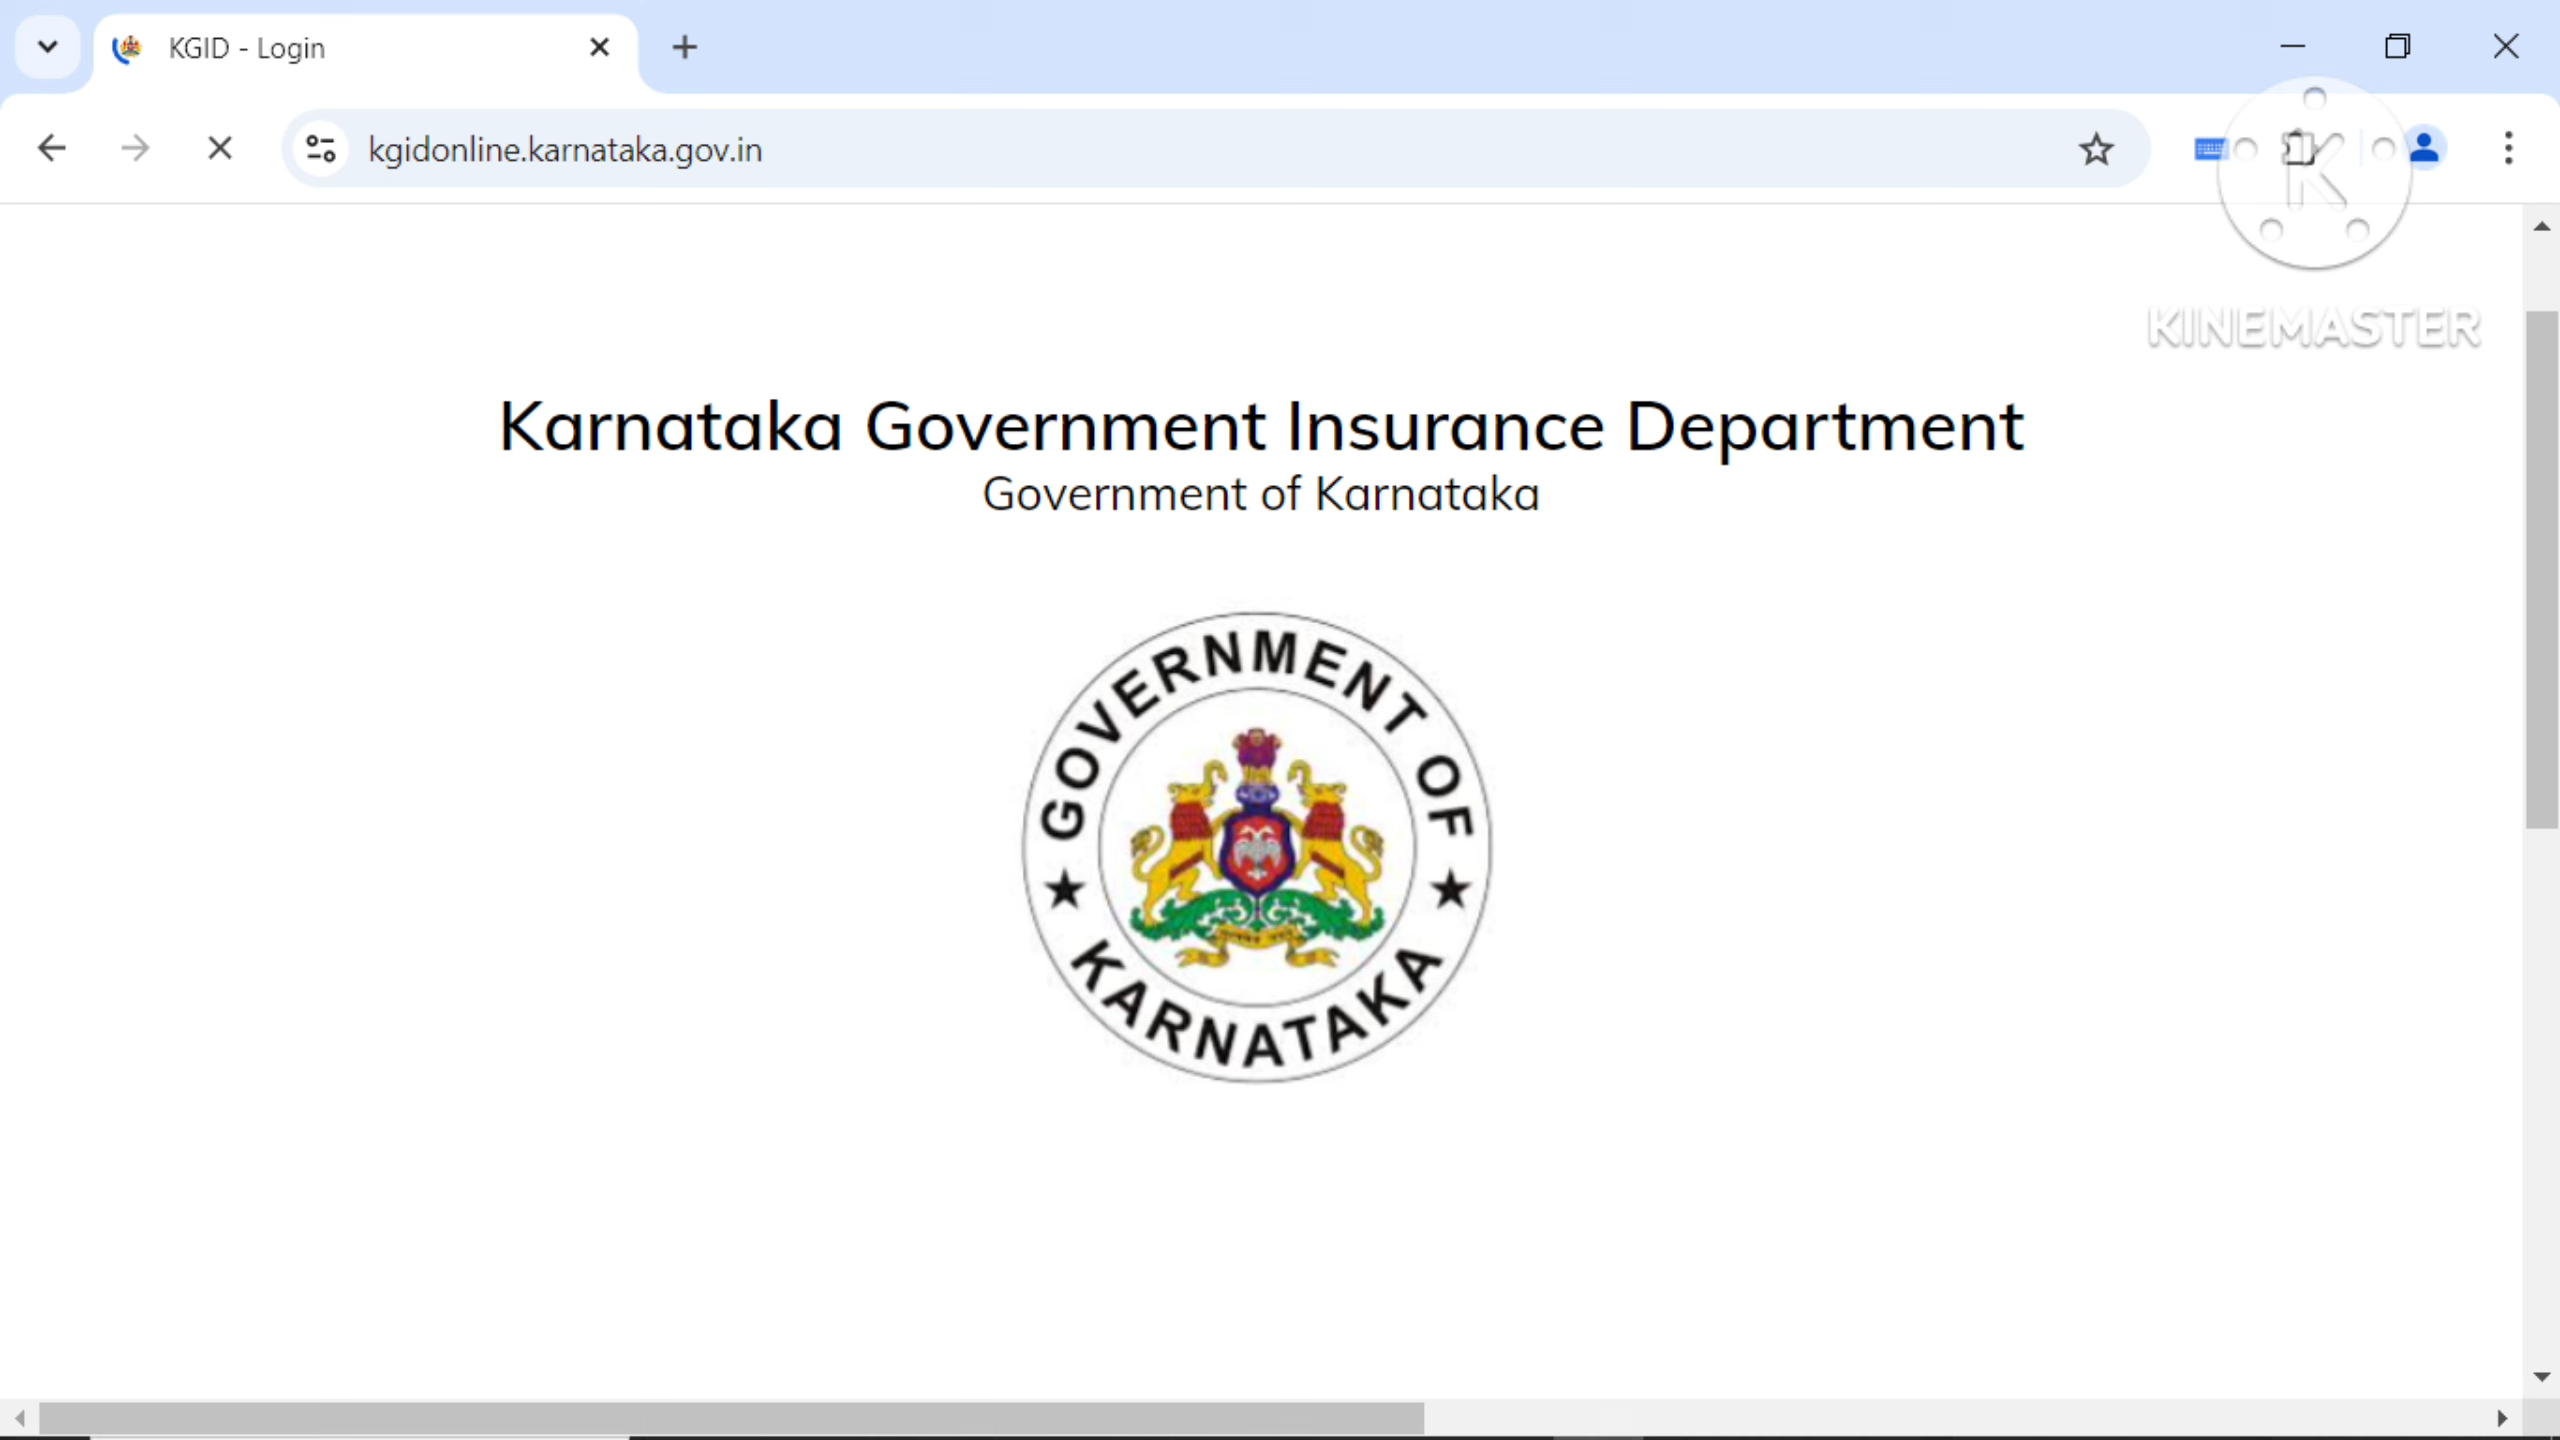 KGID - Login
kgidonline.karnataka.gov.in
KINEMASTER
Karnataka Government Insurance Department
Government of Karnataka
GOVERNMENT OF
KARNATAKA